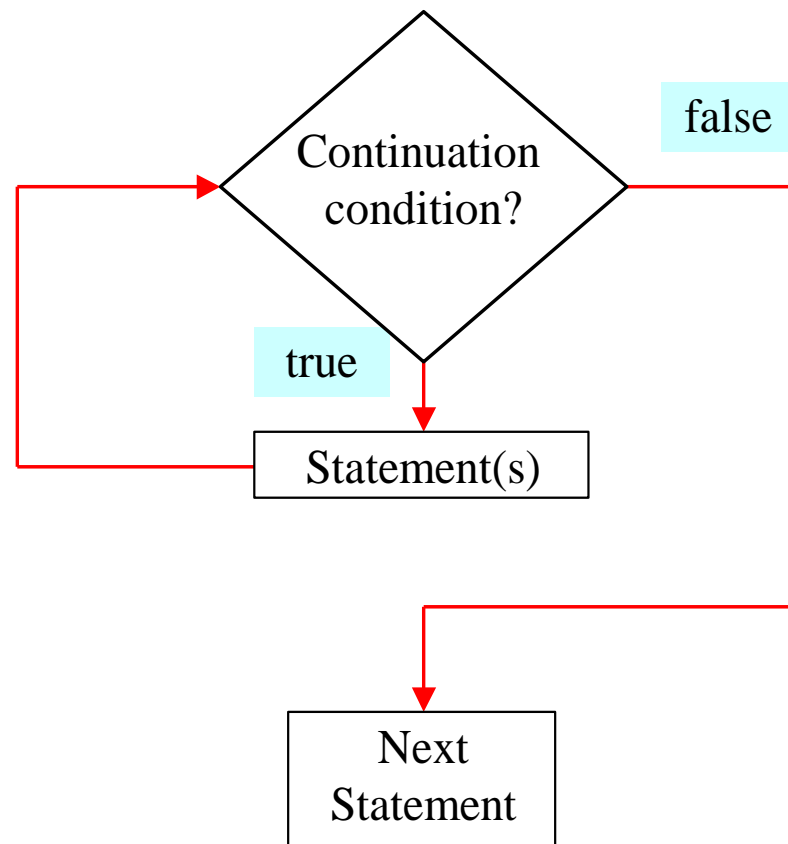 Continuation
condition?
false
true
Statement(s)
Next
Statement